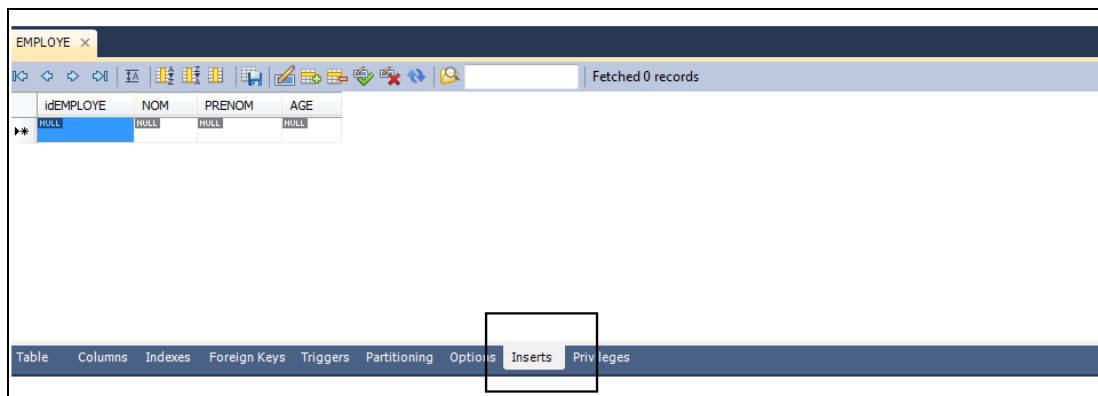 EMPLOYE
Fetched 0 records
idEMPLOYE NOM PRENOM AGE
NULL NULL NULL NULL
Table Columns Indexes Foreign Keys Triggers Partitioning Options Inserts Privileges